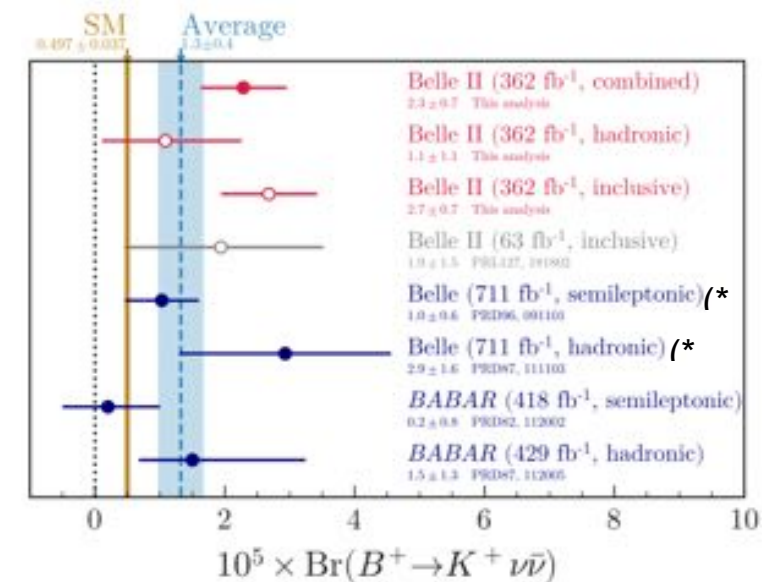 SM Average
0.497 ± 0.037 1.3±0.4
Belle II (362 fb⁻¹, combined)
2.3 ± 0.7 This analysis
Belle II (362 fb⁻¹, hadronic)
1.1 ± 1.1 This analysis
Belle II (362 fb⁻¹, inclusive)
2.7 ± 0.7 This analysis
Belle II (63 fb⁻¹, inclusive)
1.9 ± 1.5 PRL127, 181802
Belle (711 fb⁻¹, semileptonic)(*
1.0 ± 0.6 PRD96, 091101
Belle (711 fb⁻¹, hadronic) (*
2.9 ± 1.6 PRD87, 111103
BABAR (418 fb⁻¹, semileptonic)
0.2 ± 0.8 PRD82, 112002
BABAR (429 fb⁻¹, hadronic)
1.5 ± 1.3 PRD87, 112005
0 2 4 6 8 10
10⁵ × Br(B⁺→K⁺νν̄)